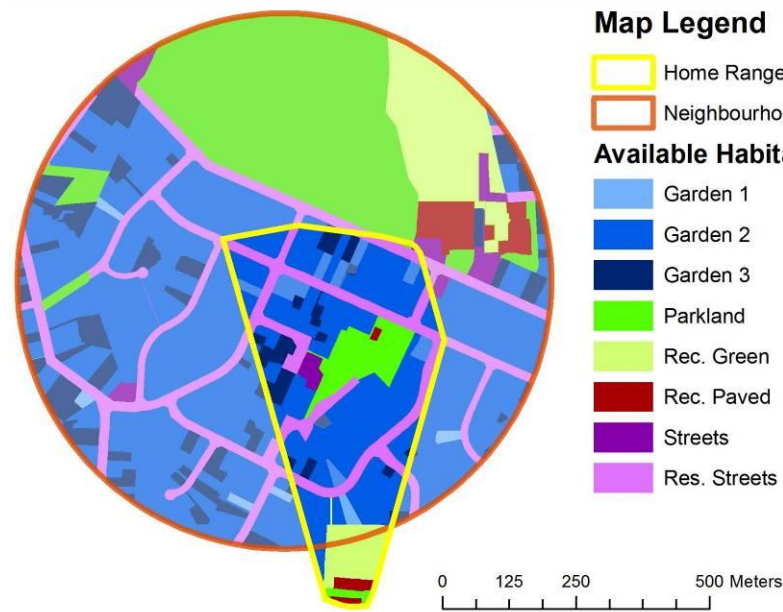 Map Legend
Home Range
Neighbourho
Available Habita
Garden 1
Garden 2
Garden 3
Parkland
Rec. Green
Rec. Paved
Streets
Res. Streets
0 125 250 500 Meters